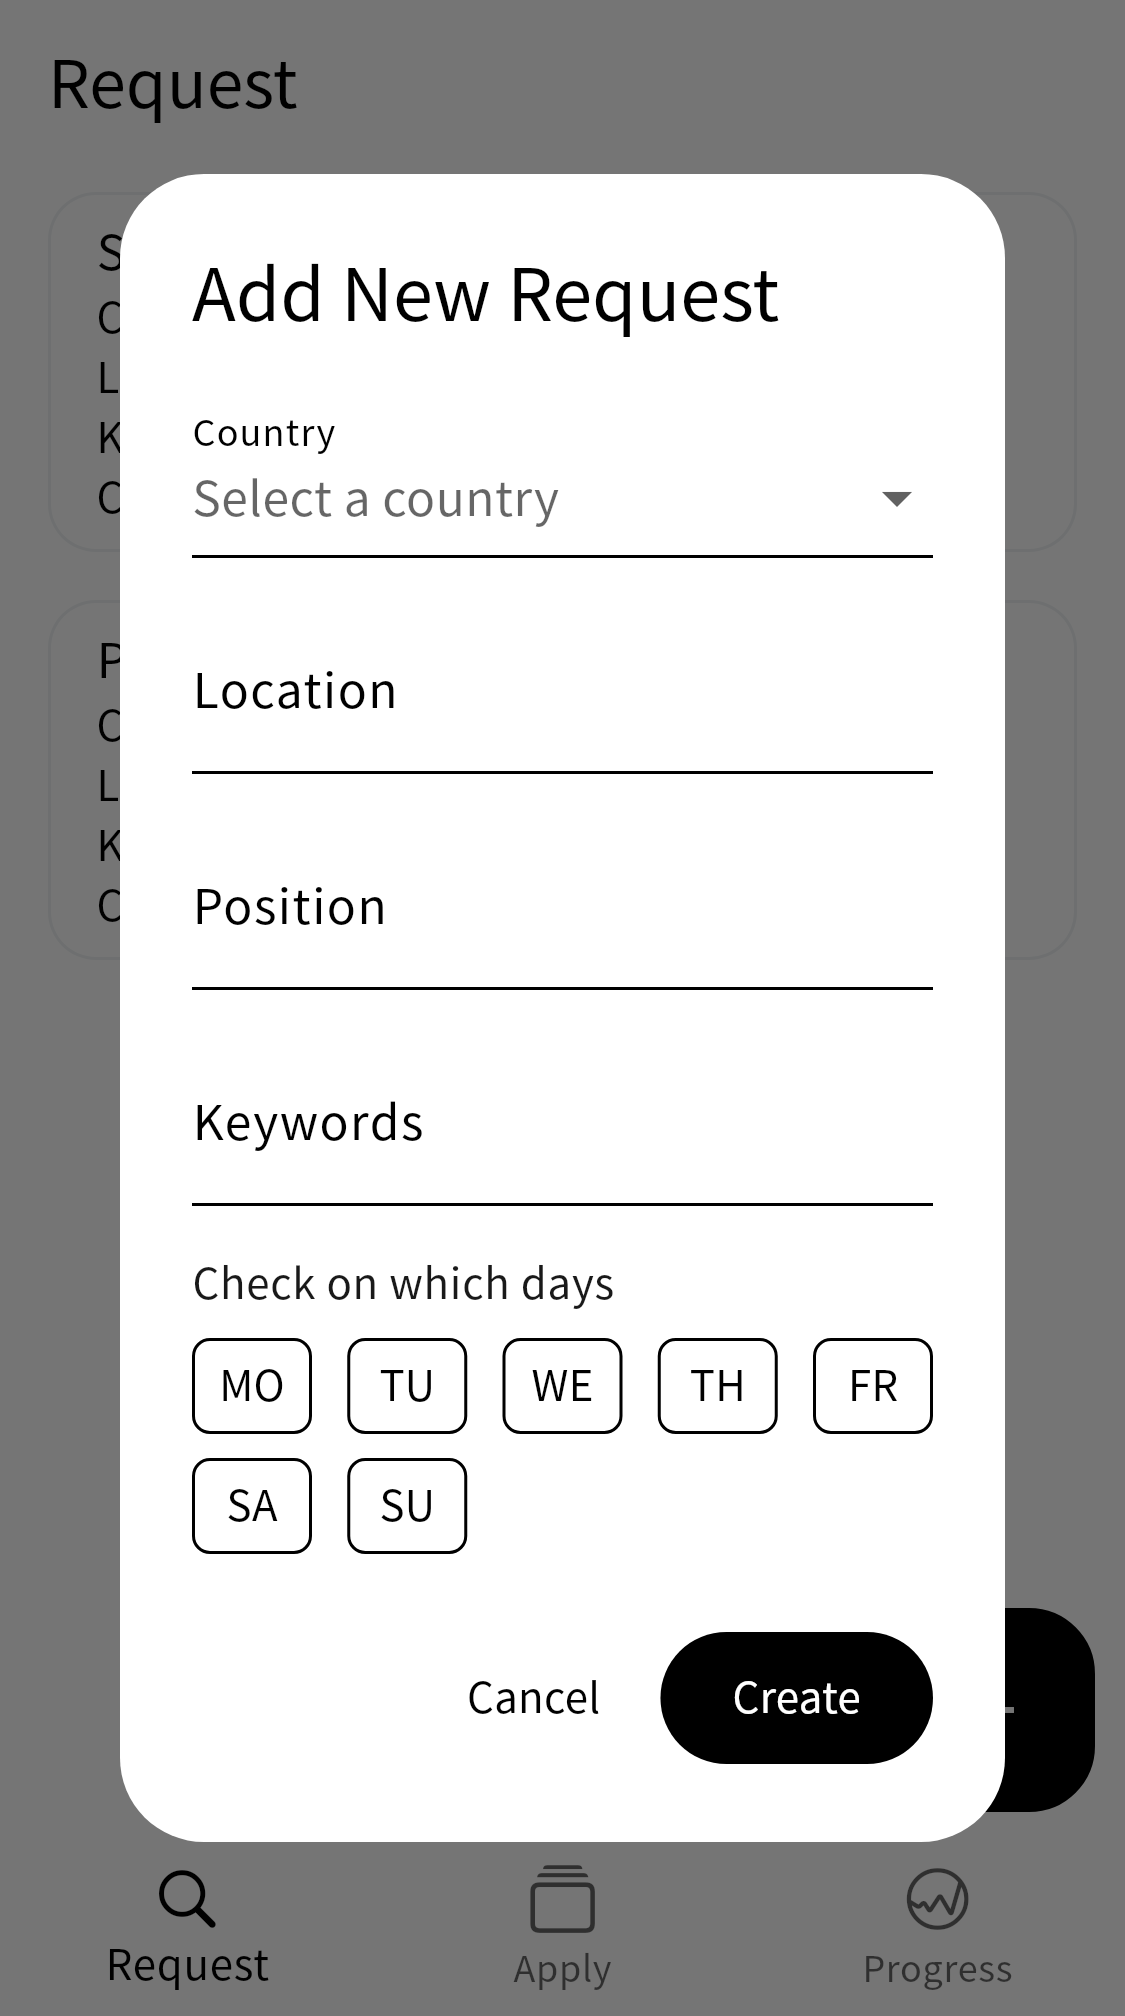 Request
Add New Request
Country
Select a country
Location
Position
Keywords
Check on which days
MO TU WE TH FR
SA SU
Cancel Create
Request Apply Progress